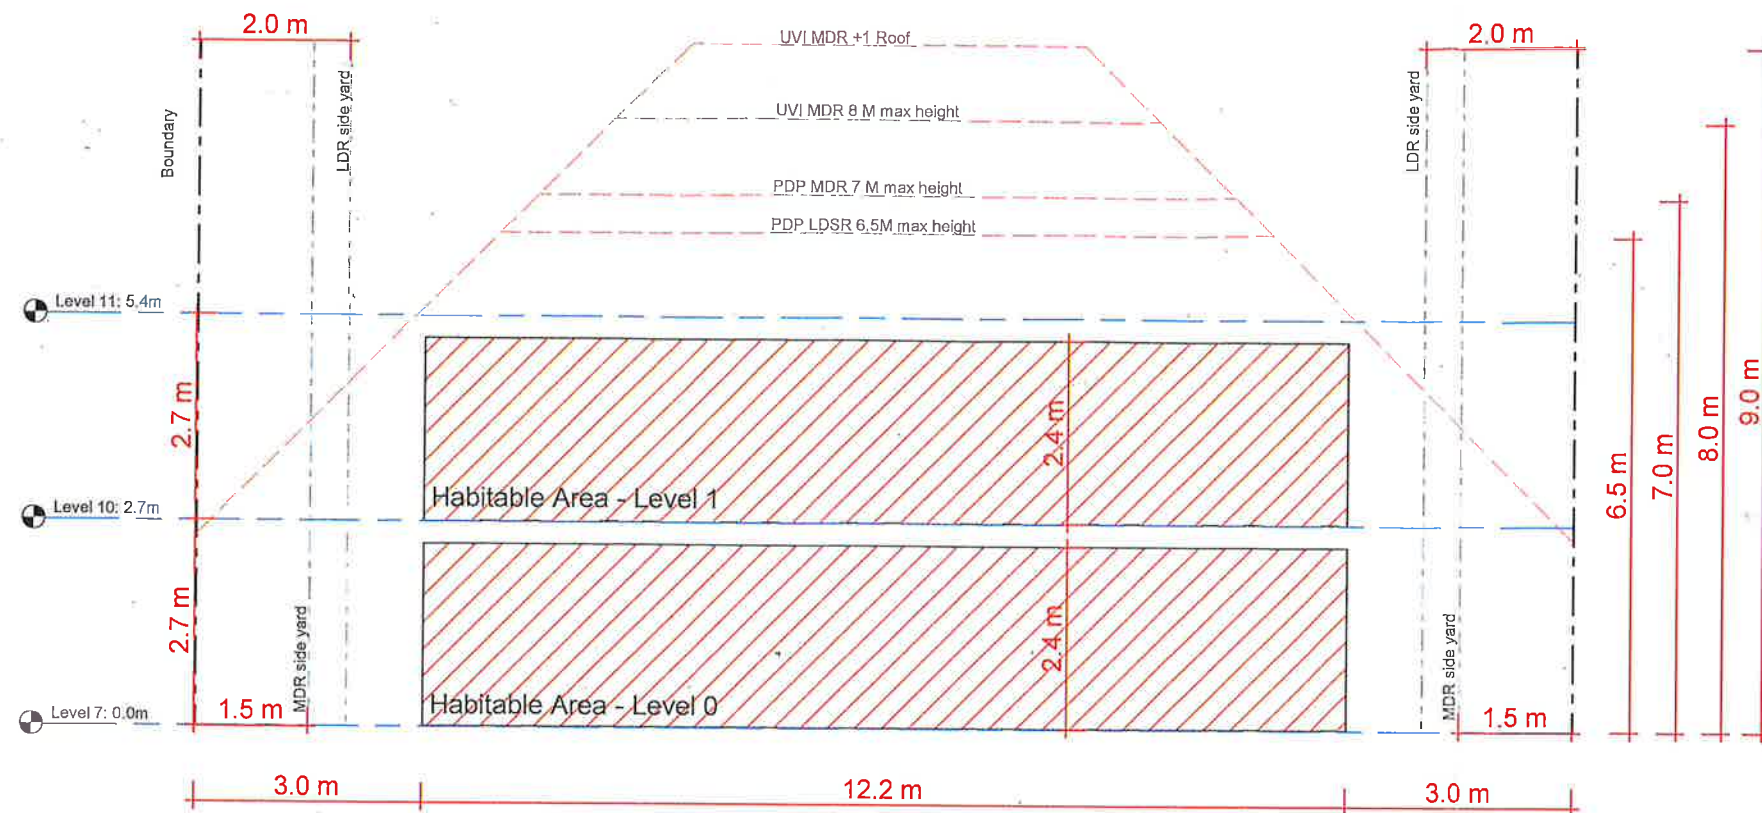 2.0 m
UVI MDR +1 Roof
2.0 m
Boundary
LDR side yard
UVI MDR 8 M max height
LDR side yard
PDP MDR 7 M max height
PDP LDSR 6,5M max height
Level 11: 5.4m
2.7 m
2.4 m
6.5 m
7.0 m
8.0 m
9.0 m
Habitable Area - Level 1
Level 10: 2.7m
2.7 m
MDR side yard
2.4 m
MDR side yard
Habitable Area - Level 0
Level 7: 0.0m
1.5 m
1.5 m
3.0 m
12.2 m
3.0 m